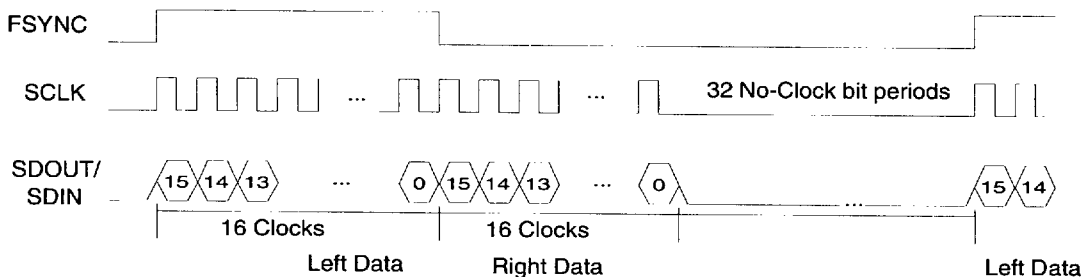 FSYNC
SCLK ... ... 32 No-Clock bit periods
SDOUT/
SDIN
15 14 13 ... 0 15 14 13 ... 0 ... 15 14
16 Clocks 16 Clocks
Left Data Right Data Left Data